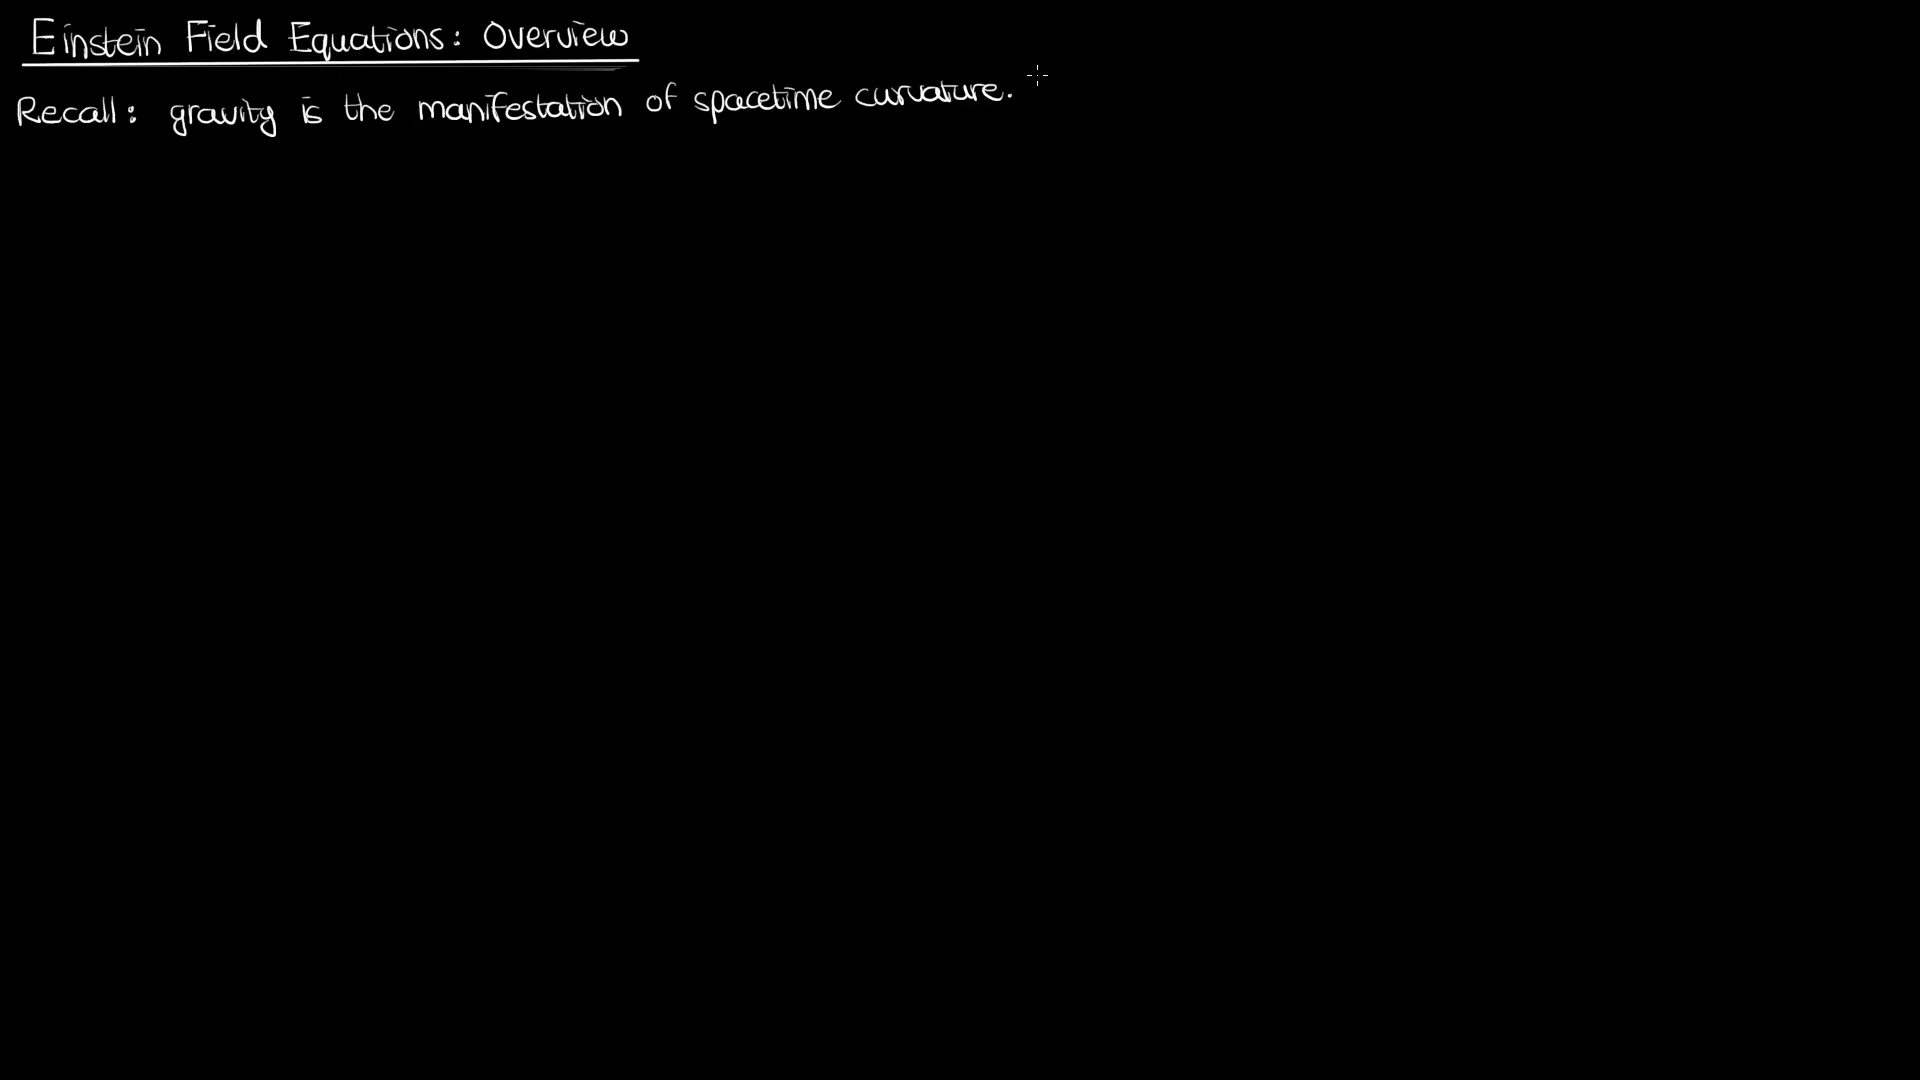 Einstein Field Equations: Overview
Recall: gravity is the manifestation of spacetime curvature.